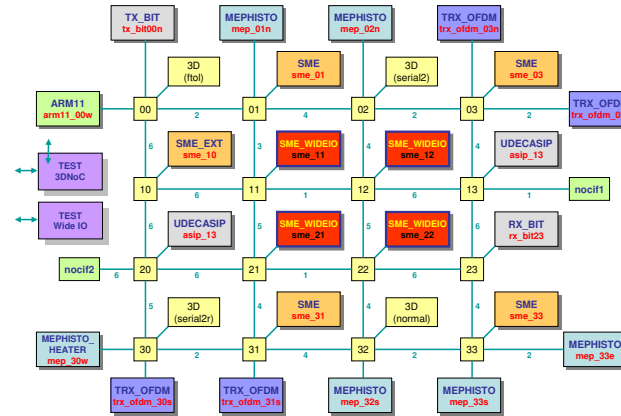 TX_BIT
tx_bit00n
MEPHISTO
mep_01n
MEPHISTO
mep_02n
TRX_OFDM
trx_ofdm_03n
3D
(ftol)
SME
sme_01
3D
(serial2)
SME
sme_03
ARM11
arm11_00w
00
2
01
4
02
2
03
2
TRX_OFDM
6
SME_EXT
sme_10
3
SME_WIDEIO
sme_11
4
SME_WIDEIO
sme_12
4
UDECASIP
asip_13
TEST
3DNoC
10
6
11
1
12
6
13
nocif1
TEST
Wide IO
6
UDECASIP
asip_13
5
SME_WIDEIO
sme_21
5
SME_WIDEIO
sme_22
6
RX_BIT
rx_bit23
nocif2
6
20
6
21
1
22
6
23
5
3D
(serial2r)
4
SME
sme_31
4
3D
(normal)
4
SME
sme_33
MEPHISTO_
HEATER
mep_30w
30
2
31
4
32
2
33
2
MEPHISTO
mep_33e
TRX_OFDM
trx_ofdm_30s
TRX_OFDM
trx_ofdm_31s
MEPHISTO
mep_32s
MEPHISTO
mep_33s